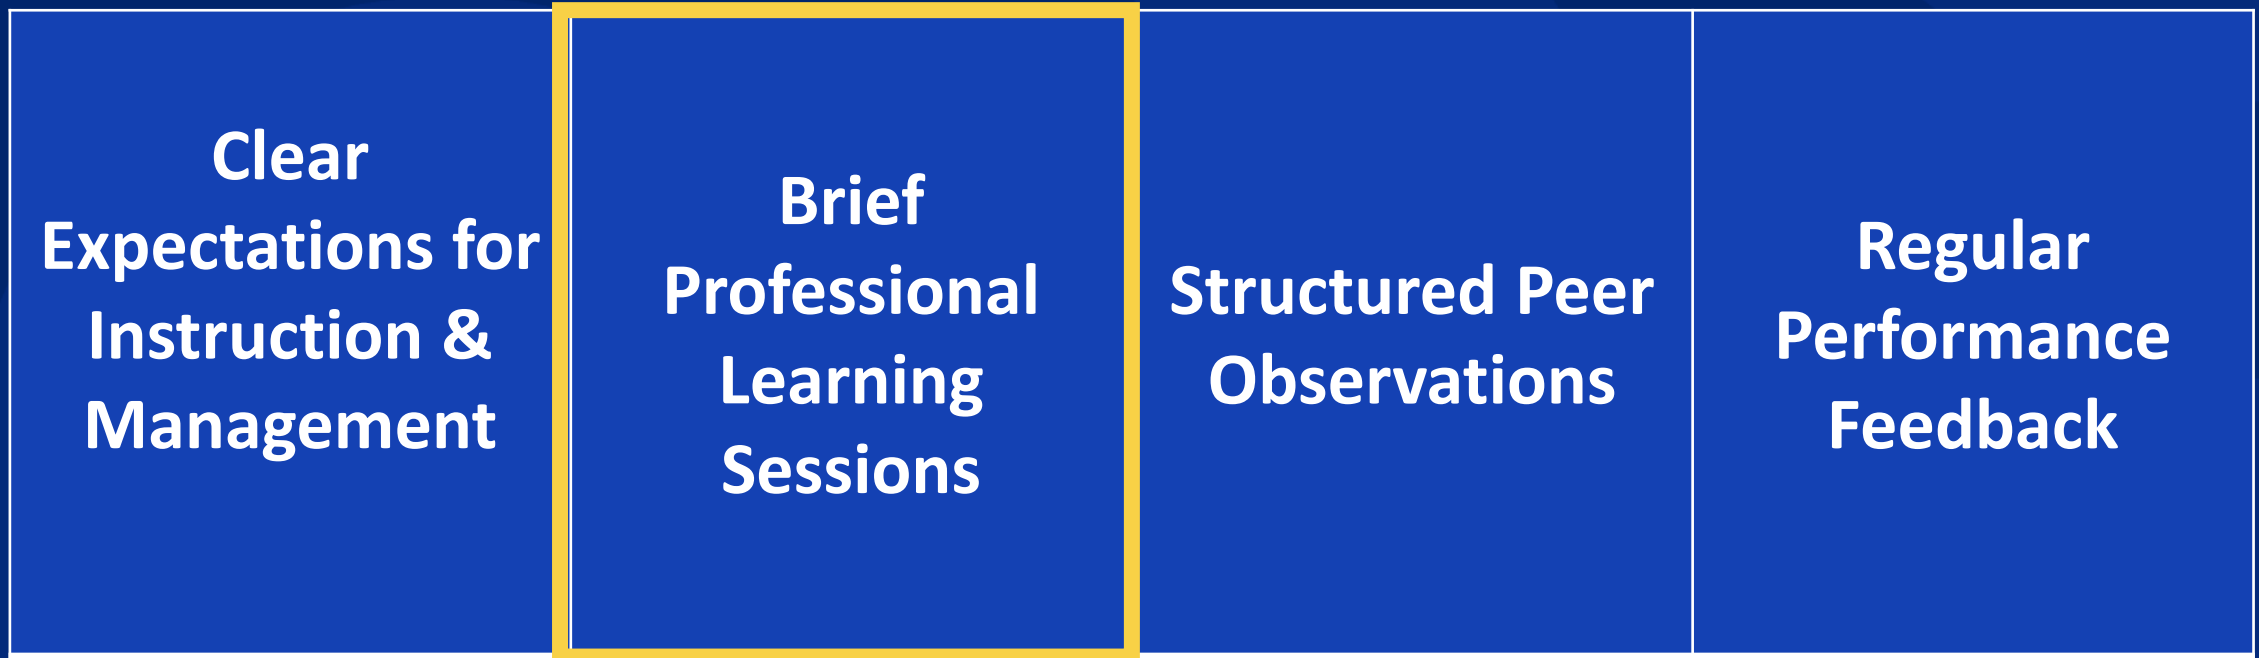 Clear
Expectations for
Instruction &
Management
Brief
Professional
Learning
Sessions
Structured Peer
Observations
Regular
Performance
Feedback